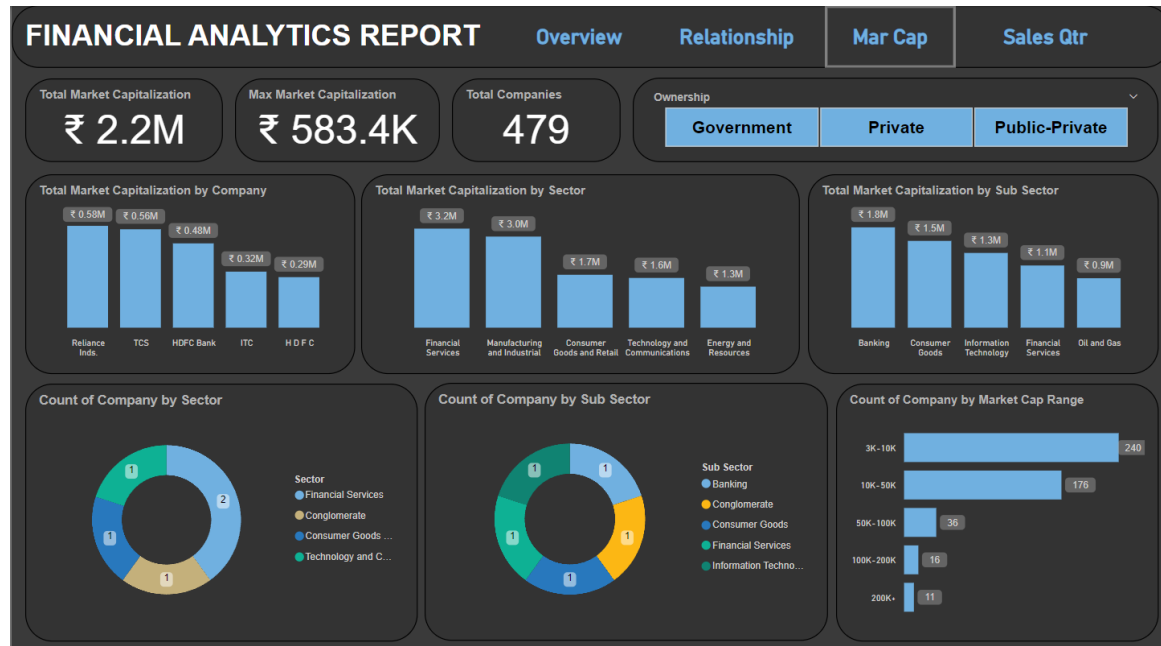 FINANCIAL ANALYTICS REPORT
Overview
Relationship
Mar Cap
Sales Qtr
Total Market Capitalization
₹ 2.2M
Max Market Capitalization
₹ 583.4K
Total Companies
479
Ownership
Government
Private
Public-Private
Total Market Capitalization by Company
₹ 0.58M
₹ 0.56M
₹ 0.48M
₹ 0.32M
₹ 0.29M
Reliance
Inds.
TCS
HDFC Bank
ITC
H D F C
Total Market Capitalization by Sector
₹ 3.2M
₹ 3.0M
₹ 1.7M
₹ 1.6M
₹ 1.3M
Financial
Services
Manufacturing
and Industrial
Consumer
Goods and Retail
Technology and
Communications
Energy and
Resources
Total Market Capitalization by Sub Sector
₹ 1.8M
₹ 1.5M
₹ 1.3M
₹ 1.1M
₹ 0.9M
Banking
Consumer
Goods
Information
Technology
Financial
Services
Oil and Gas
Count of Company by Sector
1
2
1
1
Sector
Financial Services
Conglomerate
Consumer Goods ...
Technology and C...
Count of Company by Sub Sector
1
1
1
1
1
Sub Sector
Banking
Conglomerate
Consumer Goods
Financial Services
Information Techno...
Count of Company by Market Cap Range
3K-10K
240
10K-50K
176
50K-100K
36
100K-200K
16
200K+
11